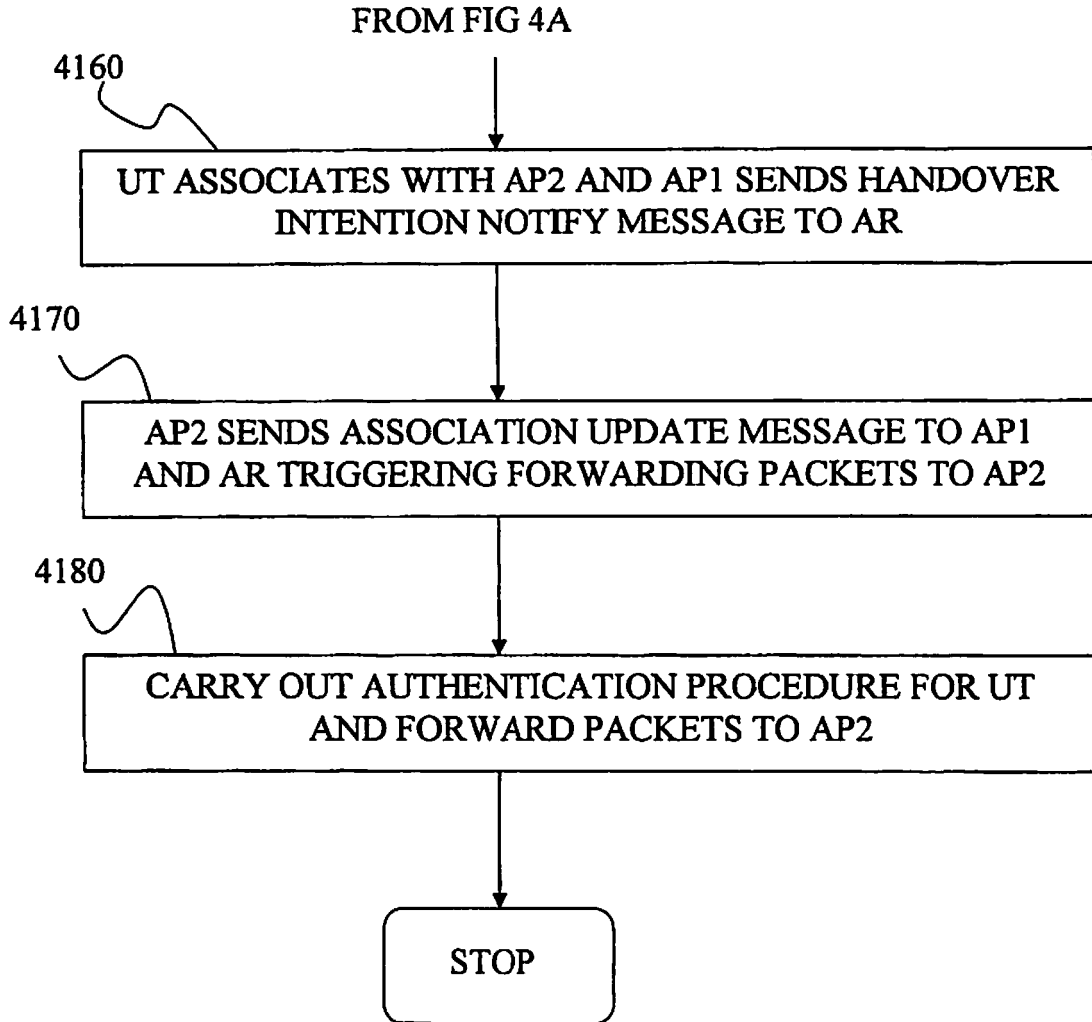 FROM FIG 4A
4160
UT ASSOCIATES WITH AP2 AND AP1 SENDS HANDOVER
INTENTION NOTIFY MESSAGE TO AR
4170
AP2 SENDS ASSOCIATION UPDATE MESSAGE TO AP1
AND AR TRIGGERING FORWARDING PACKETS TO AP2
4180
CARRY OUT AUTHENTICATION PROCEDURE FOR UT
AND FORWARD PACKETS TO AP2
STOP